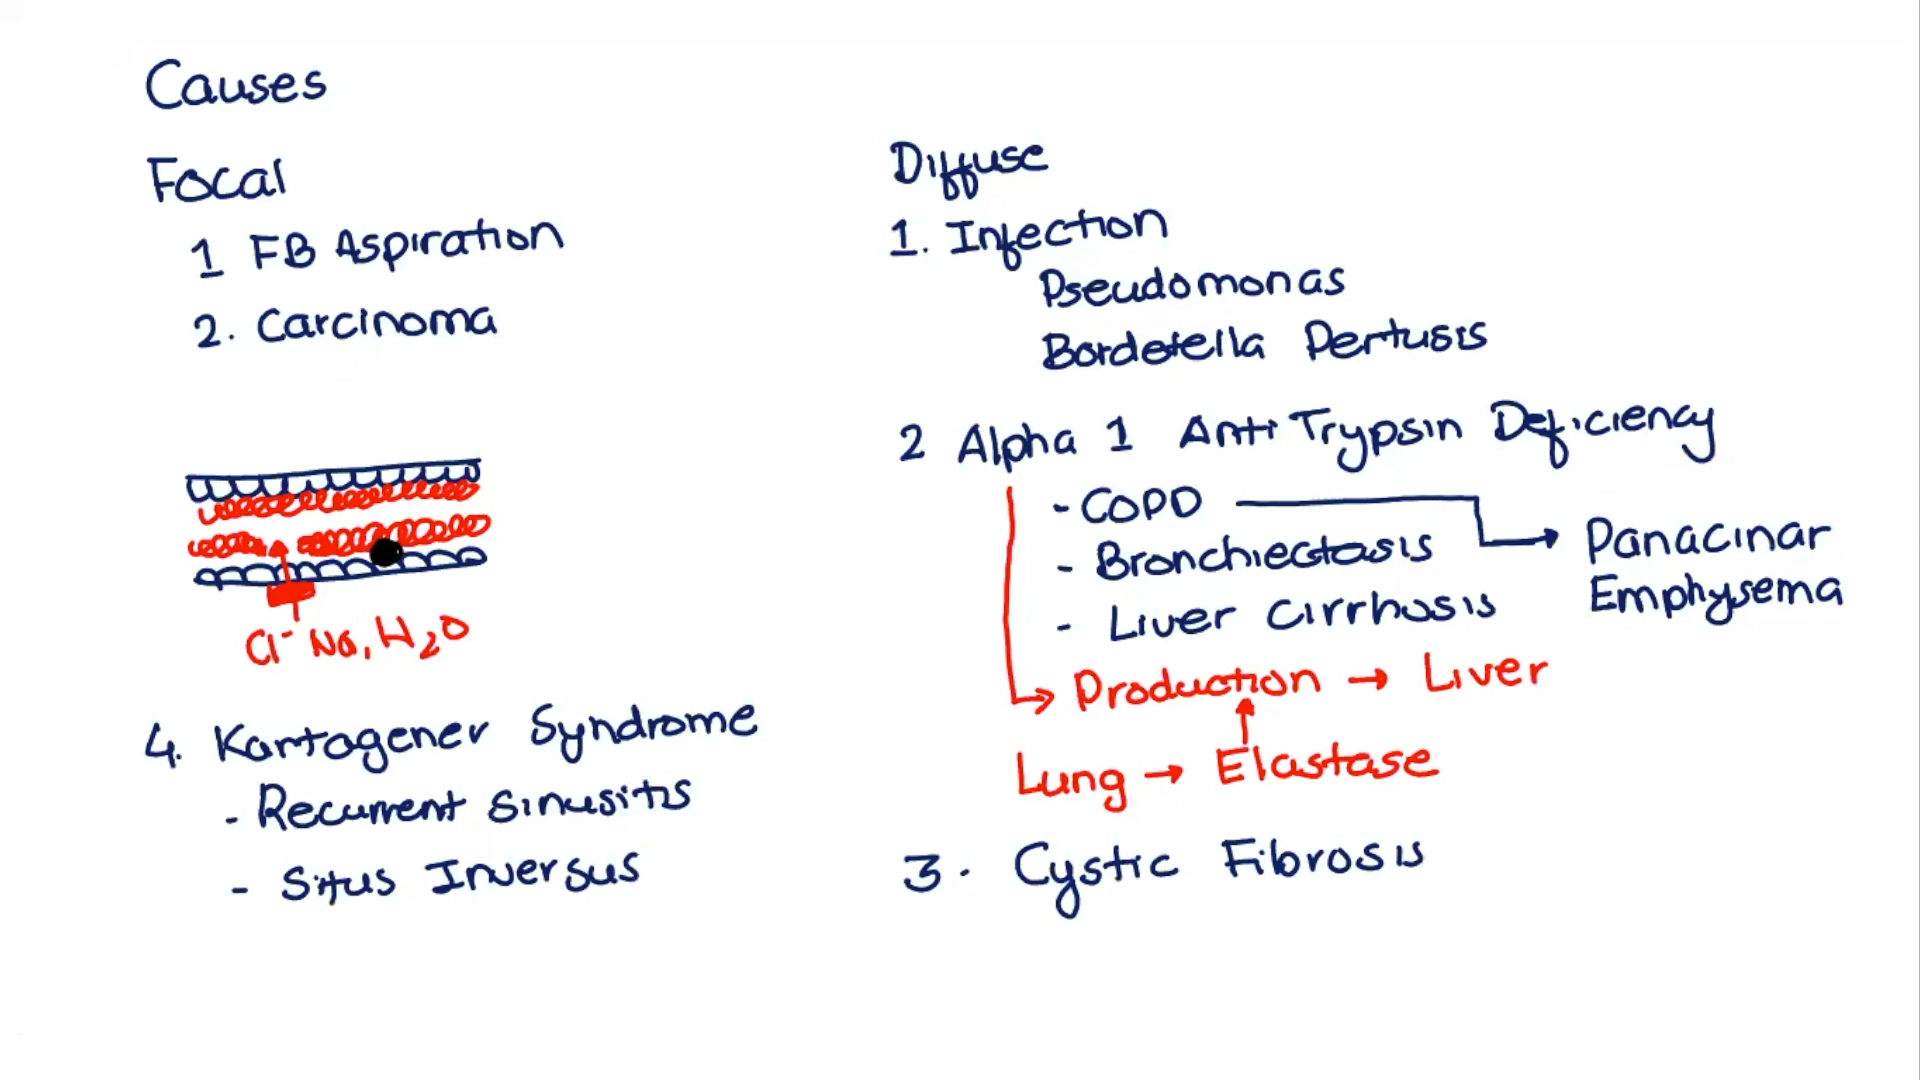 Causes
Focal
1 FB Aspiration
2. Carcinoma
Cl⁻ Na, H₂O
4. Kartagener Syndrome
- Recurrent Sinusitis
- Situs Inversus
Diffuse
1. Infection
Pseudomonas
Bordetella Pertusis
2 Alpha 1 Anti Trypsin Deficiency
- COPD → Panacinar
Emphysema
- Bronchiectasis
- Liver Cirrhosis
→ Production → Liver
Lung → Elastase
3. Cystic Fibrosis